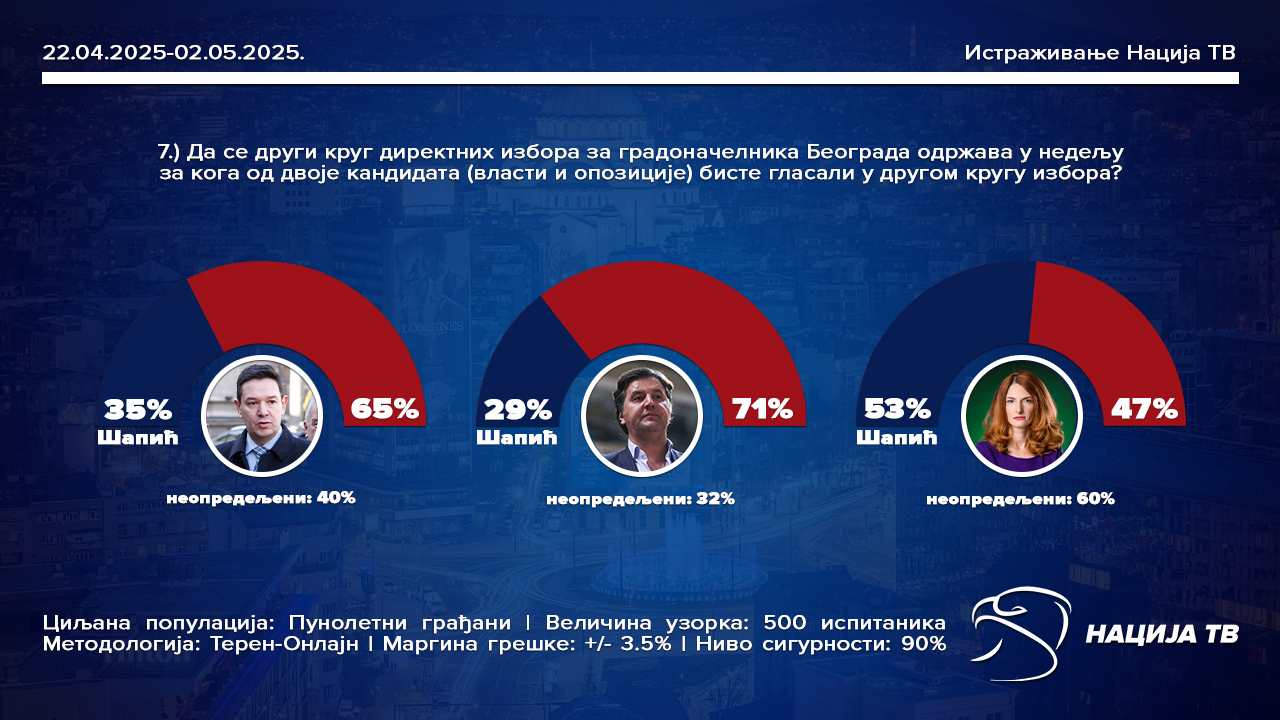 22.04.2025-02.05.2025.
Истраживање Нација ТВ
7.) Да се други круг директних избора за градоначелника Београда одржава у недељу
за кога од двоје кандидата (власти и опозиције) бисте гласали у другом кругу избора?
LONGINES
35%
65%
Шапић
неопредељени: 40%
29%
71%
Шапић
неопредељени: 32%
53%
47%
Шапић
неопредељени: 60%
Циљана популација: Пунолетни грађани | Величина узорка: 500 испитаника
Методологија: Терен-Онлајн | Маргина грешке: +/- 3.5% | Ниво сигурности: 90%
НАЦИЈА ТВ